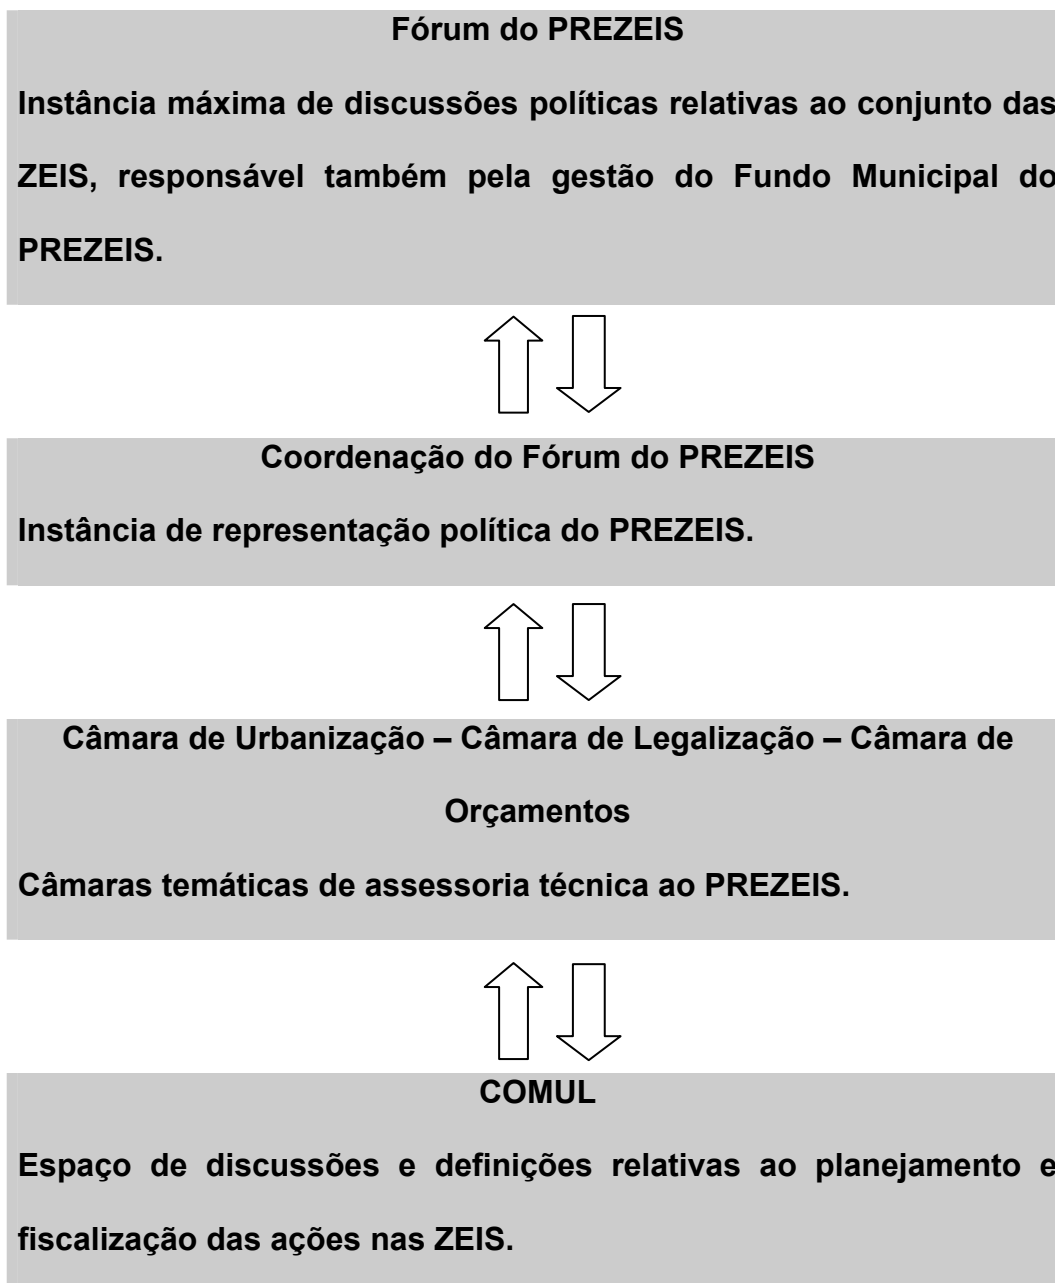 Fórum do PREZEIS
Instância máxima de discussões políticas relativas ao conjunto das
ZEIS, responsável também pela gestão do Fundo Municipal do
PREZEIS.
Coordenação do Fórum do PREZEIS
Instância de representação política do PREZEIS.
Câmara de Urbanização – Câmara de Legalização – Câmara de
Orçamentos
Câmaras temáticas de assessoria técnica ao PREZEIS.
COMUL
Espaço de discussões e definições relativas ao planejamento e
fiscalização das ações nas ZEIS.